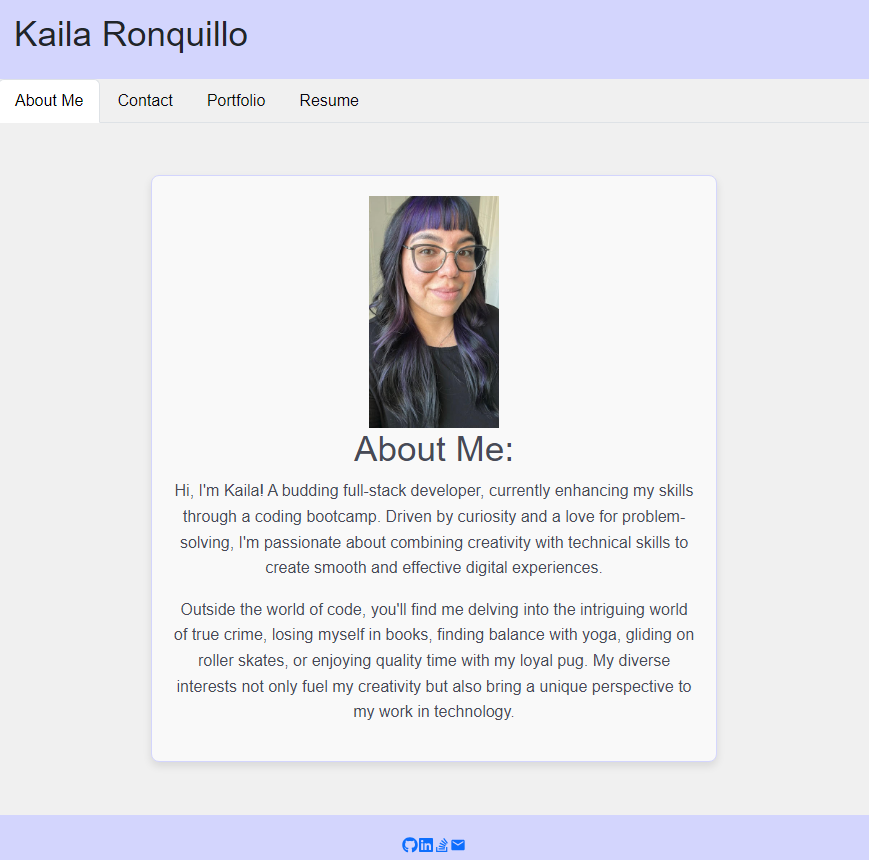 Kaila Ronquillo
About Me Contact Portfolio Resume
About Me:
Hi, I'm Kaila! A budding full-stack developer, currently enhancing my skills
through a coding bootcamp. Driven by curiosity and a love for problem-
solving, I'm passionate about combining creativity with technical skills to
create smooth and effective digital experiences.
Outside the world of code, you'll find me delving into the intriguing world
of true crime, losing myself in books, finding balance with yoga, gliding on
roller skates, or enjoying quality time with my loyal pug. My diverse
interests not only fuel my creativity but also bring a unique perspective to
my work in technology.